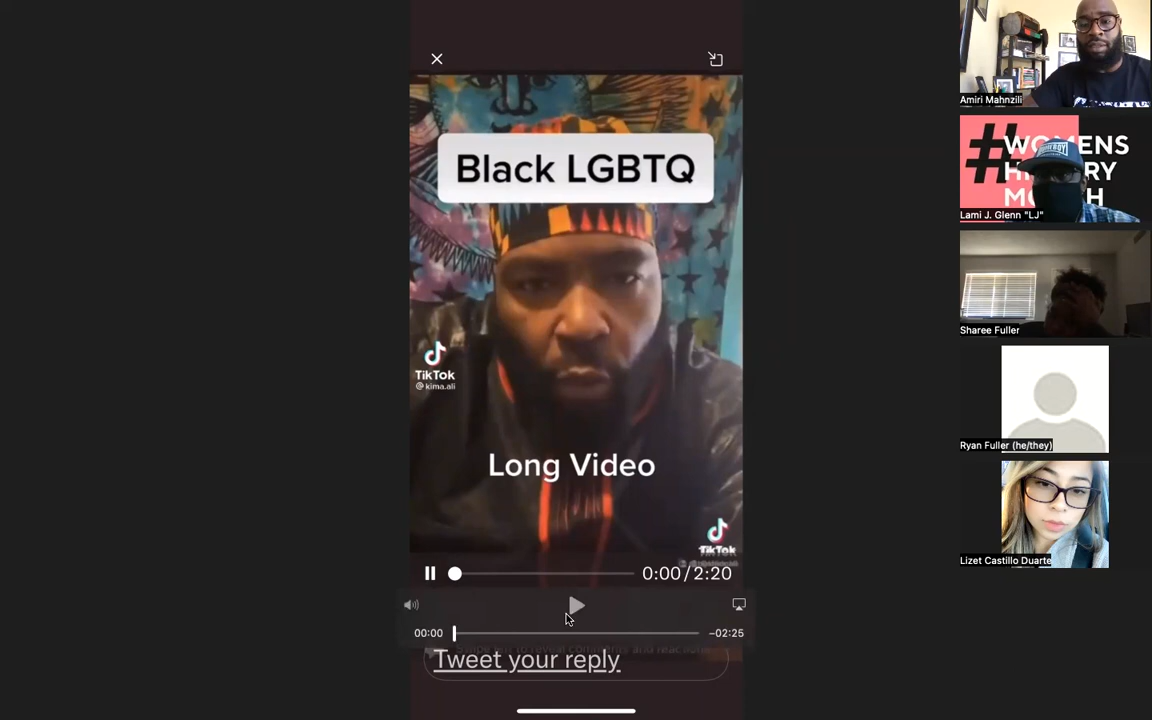 Black LGBTQ
TikTok
@kima.ali
Long Video
TikTok
0:00/2:20
00:00
-02:25
Tweet your reply
Amiri Mahnzili
#WOMENS
H RY
M H
Lami J. Glenn "LJ"
Sharee Fuller
Ryan Fuller (he/they)
Lizet Castillo Duarte